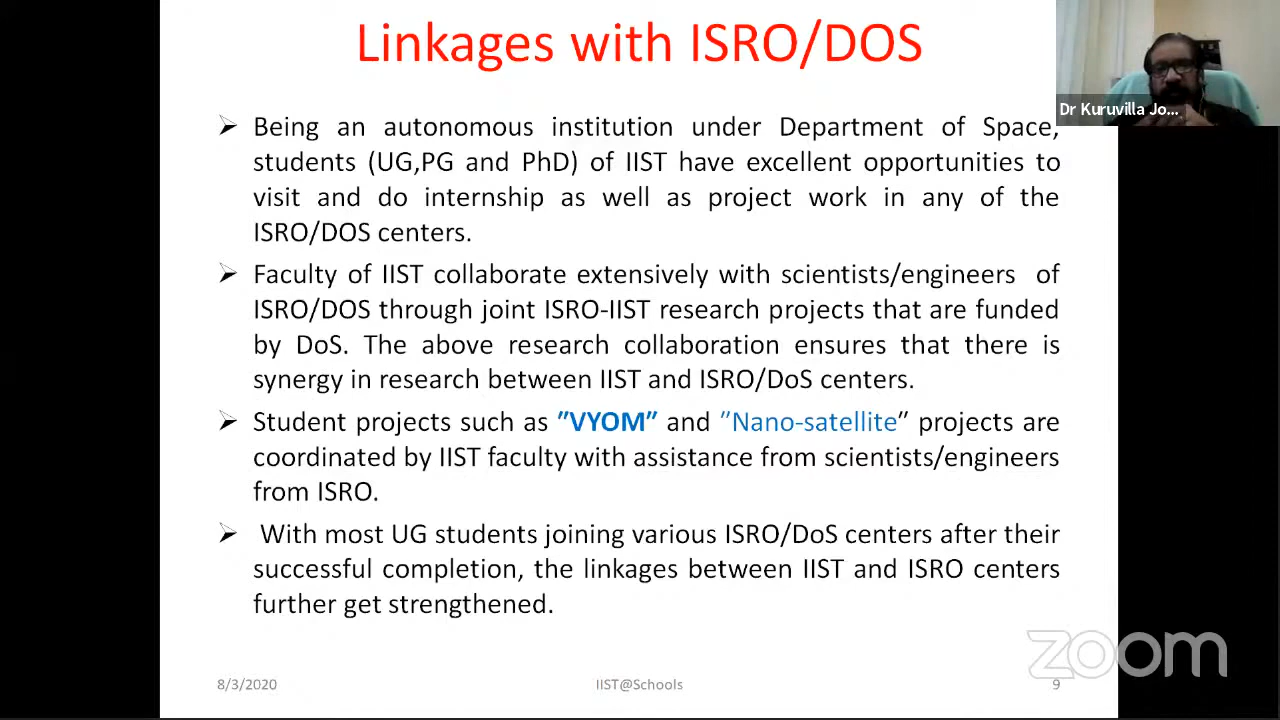 Linkages with ISRO/DOS
Dr Kuruvilla Jo...
➢ Being an autonomous institution under Department of Space,
students (UG,PG and PhD) of IIST have excellent opportunities to
visit and do internship as well as project work in any of the
ISRO/DOS centers.
➢ Faculty of IIST collaborate extensively with scientists/engineers of
ISRO/DOS through joint ISRO-IIST research projects that are funded
by DoS. The above research collaboration ensures that there is
synergy in research between IIST and ISRO/DoS centers.
➢ Student projects such as ”VYOM” and ”Nano-satellite” projects are
coordinated by IIST faculty with assistance from scientists/engineers
from ISRO.
➢ With most UG students joining various ISRO/DoS centers after their
successful completion, the linkages between IIST and ISRO centers
further get strengthened.
zoom
8/3/2020 IIST@Schools 9